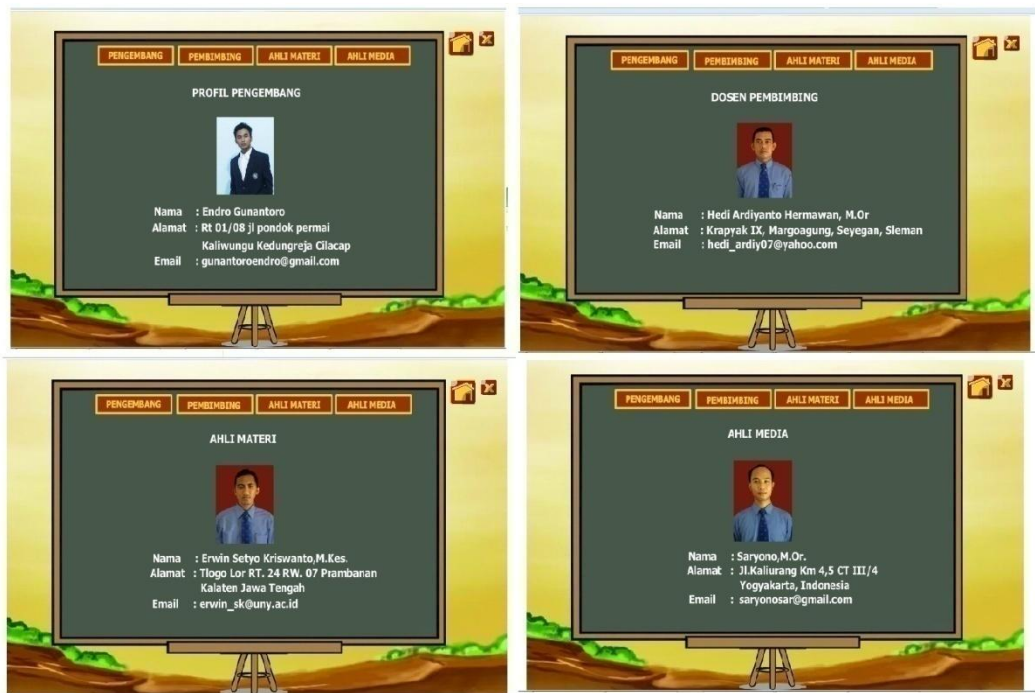 PENGEMBANG PEMBIMBING AHLI MATERI AHLI MEDIA
PROFIL PENGEMBANG
Nama : Endro Gunantoro
Alamat : Rt 01/08 jl pondok permai
Kaliwungu Kedungreja Cilacap
Email : gunantoroendro@gmail.com
PENGEMBANG PEMBIMBING AHLI MATERI AHLI MEDIA
DOSEN PEMBIMBING
Nama : Hedi Ardiyanto Hermawan, M.Or
Alamat : Krapyak IX, Margoagung, Seyegan, Sleman
Email : hedi_ardiy07@yahoo.com
PENGEMBANG PEMBIMBING AHLI MATERI AHLI MEDIA
AHLI MATERI
Nama : Erwin Setyo Kriswanto,M.Kes.
Alamat : Tlogo Lor RT. 24 RW. 07 Prambanan
Kalaten Jawa Tengah
Email : erwin_sk@uny.ac.id
PENGEMBANG PEMBIMBING AHLI MATERI AHLI MEDIA
AHLI MEDIA
Nama : Saryono,M.Or.
Alamat : Jl.Kaliurang Km 4,5 CT III/4
Yogyakarta, Indonesia
Email : saryonosar@gmail.com